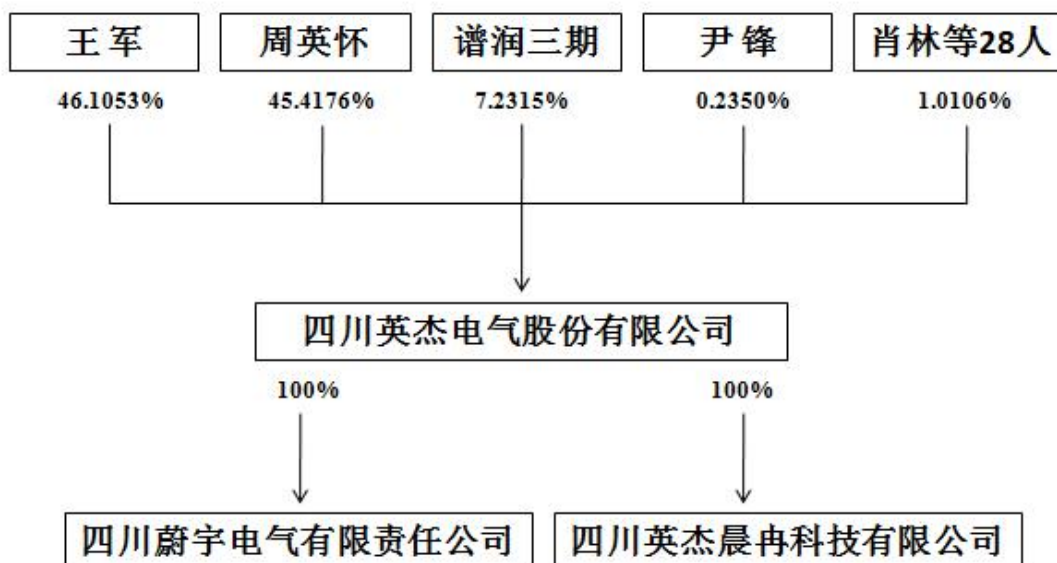 王 军 周英怀 谱润三期 尹 锋 肖林等28人
46.1053% 45.4176% 7.2315% 0.2350% 1.0106%
四川英杰电气股份有限公司
100% 100%
四川蔚宇电气有限责任公司 四川英杰晨冉科技有限公司